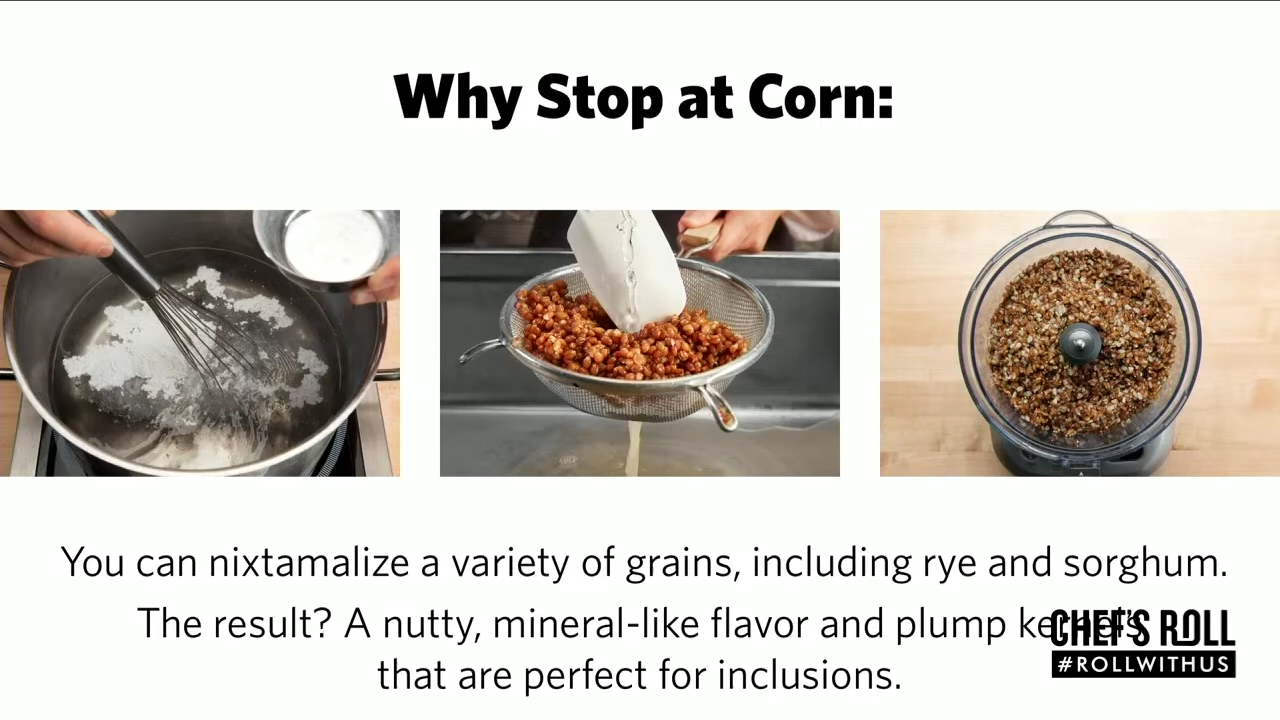 Why Stop at Corn:
You can nixtamalize a variety of grains, including rye and sorghum.
The result? A nutty, mineral-like flavor and plump kernels
that are perfect for inclusions.
CHEF'S ROLL
#ROLLWITHUS